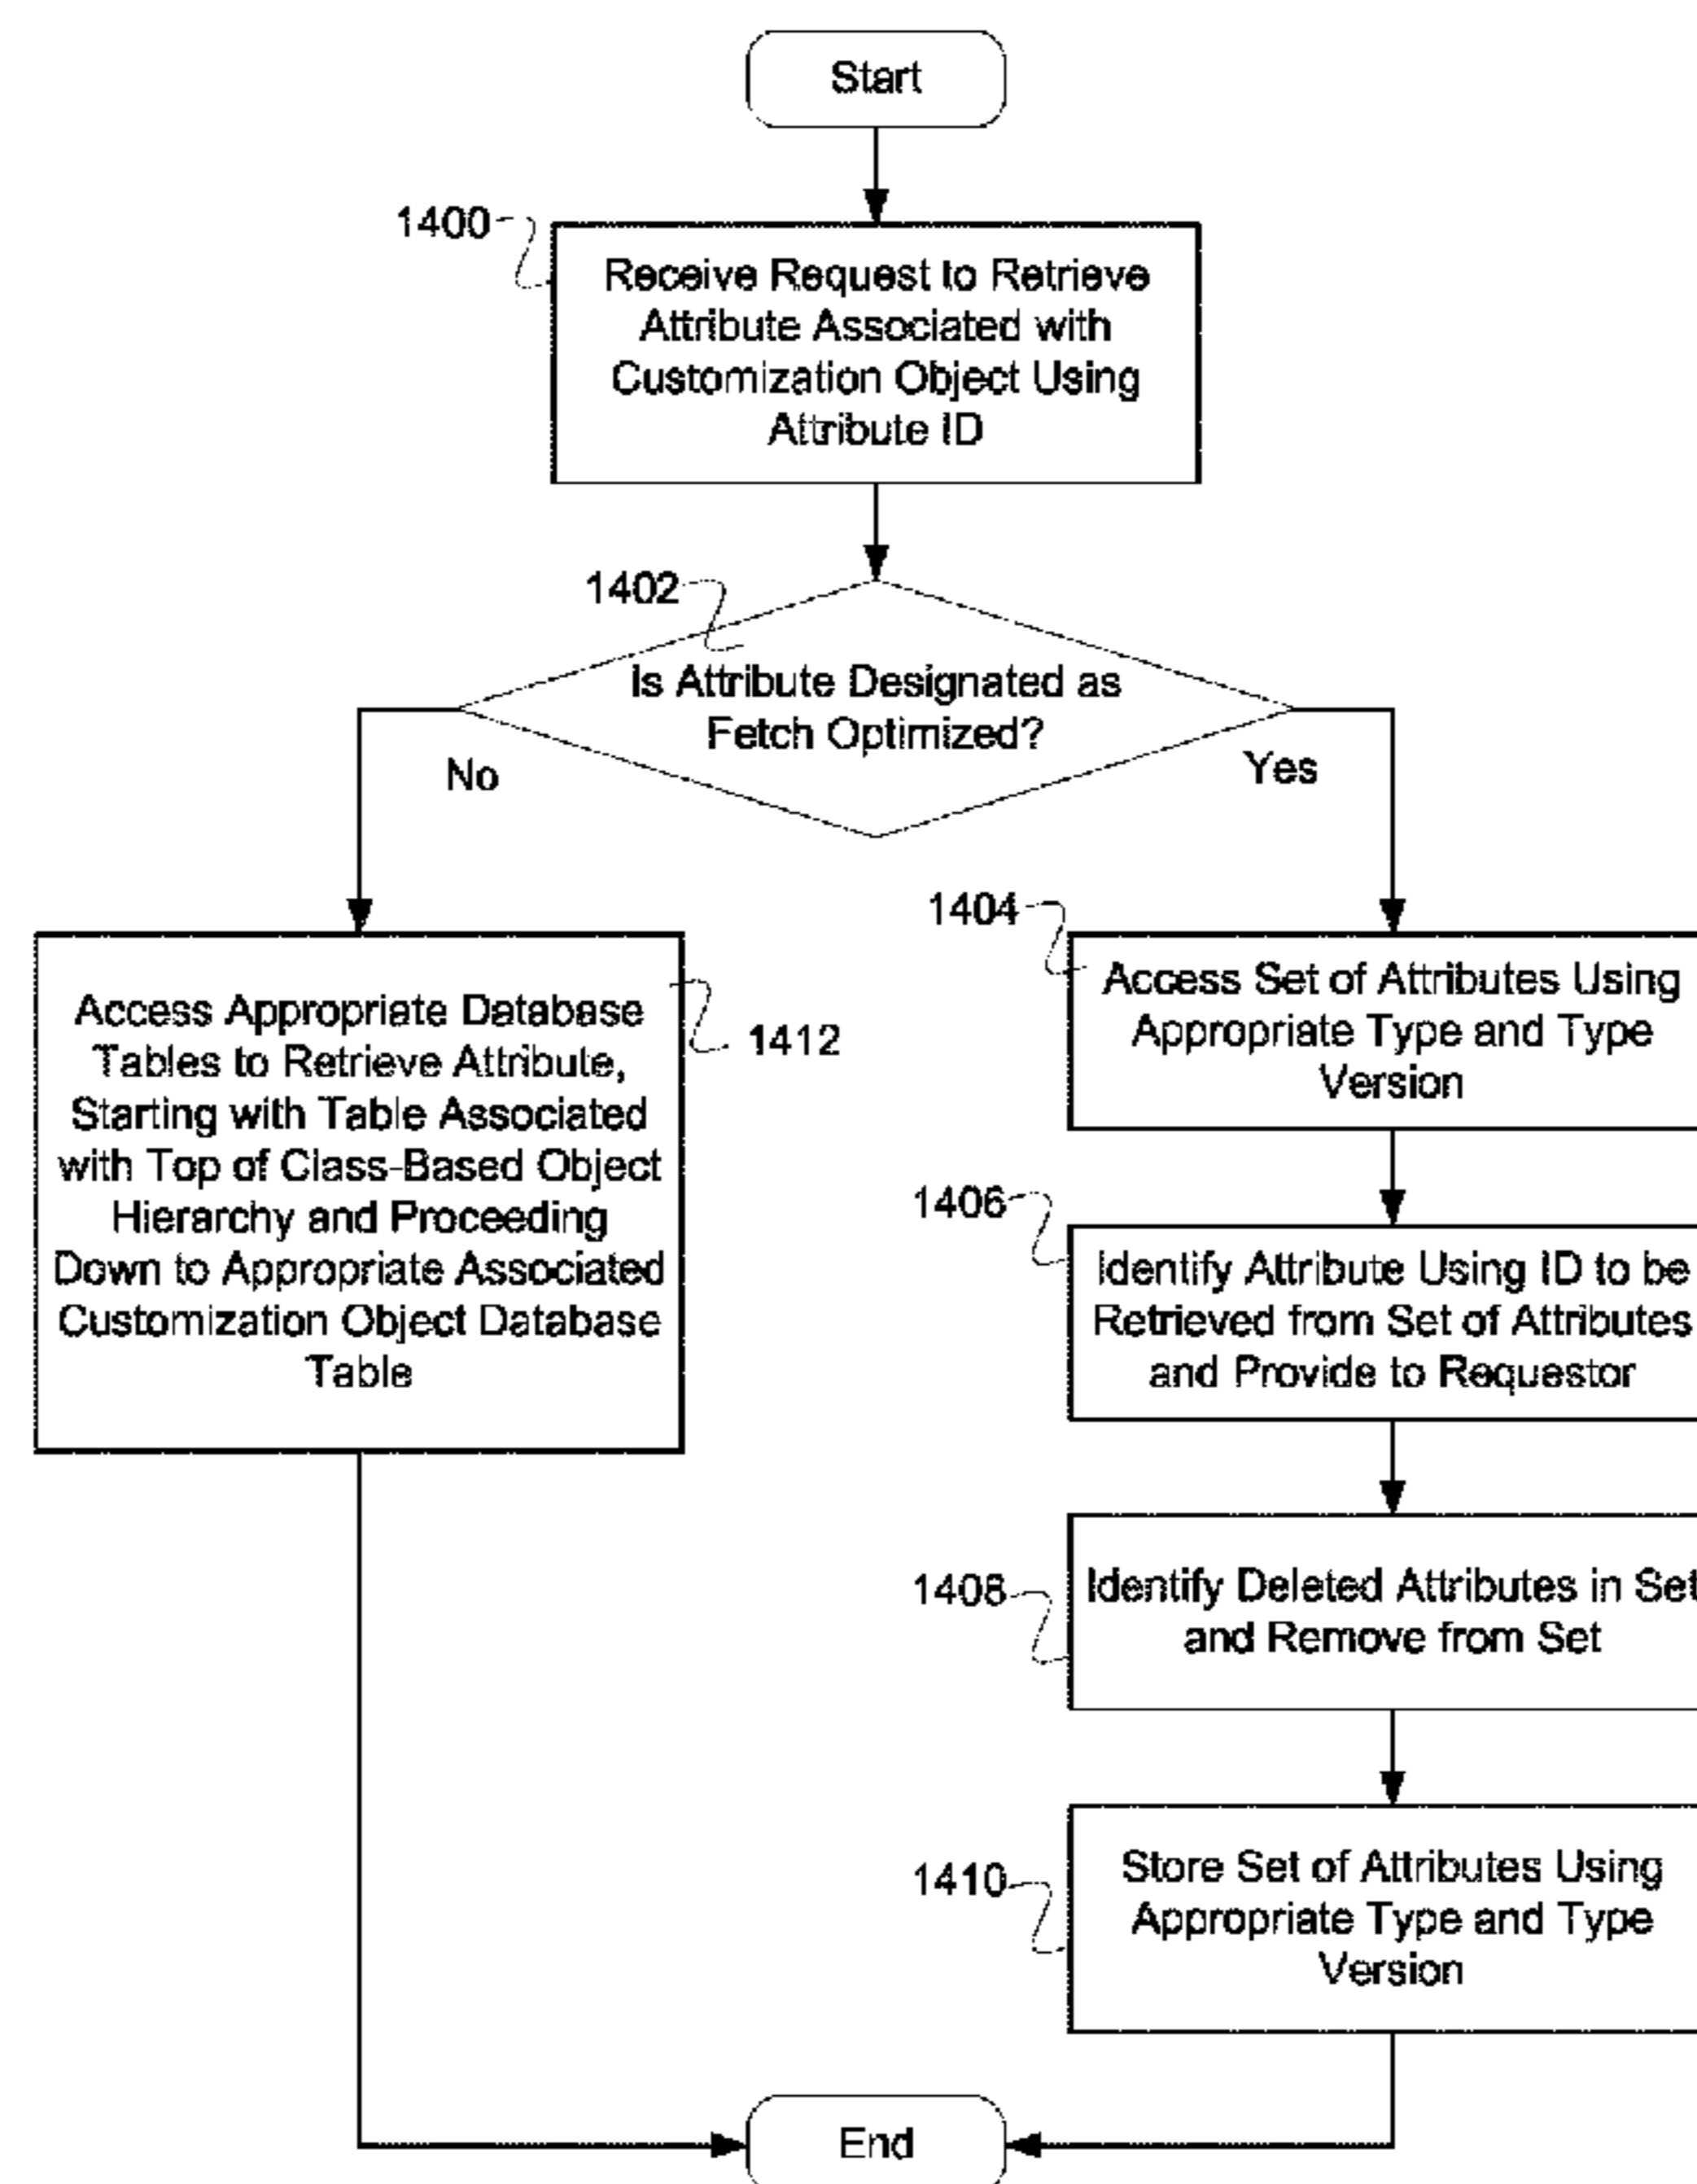 Start
1400
Receive Request to Retrieve
Attribute Associated with
Customization Object Using
Attribute ID
1402
Is Attribute Designated as
Fetch Optimized?
No
Yes
1412
Access Appropriate Database
Tables to Retrieve Attribute,
Starting with Table Associated
with Top of Class-Based Object
Hierarchy and Proceeding
Down to Appropriate Associated
Customization Object Database
Table
1404
Access Set of Attributes Using
Appropriate Type and Type
Version
1406
Identify Attribute Using ID to be
Retrieved from Set of Attributes
and Provide to Requestor
1408
Identify Deleted Attributes in Set
and Remove from Set
1410
Store Set of Attributes Using
Appropriate Type and Type
Version
End